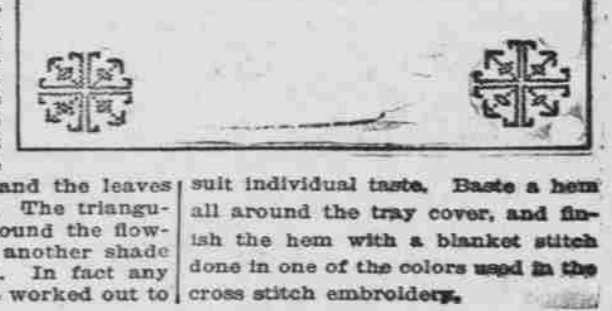 and the leaves
The triangu-
ound the flow-
another shade
. In fact any
worked out to
suit individual taste. Baste a hem
all around the tray cover, and fin-
ish the hem with a blanket stitch
done in one of the colors used in the
cross stitch embroidery.